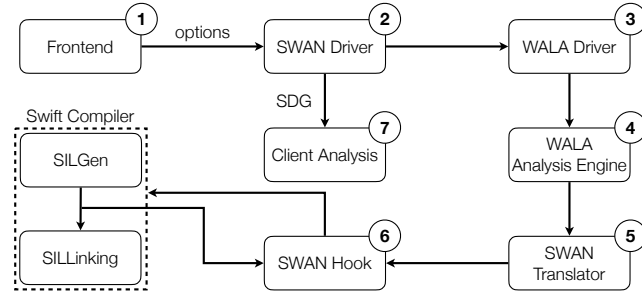 1
Frontend
options
2
SWAN Driver
3
WALA Driver
SDG
7
Client Analysis
4
WALA
Analysis Engine
Swift Compiler
SILGen
SILLinking
6
SWAN Hook
5
SWAN
Translator